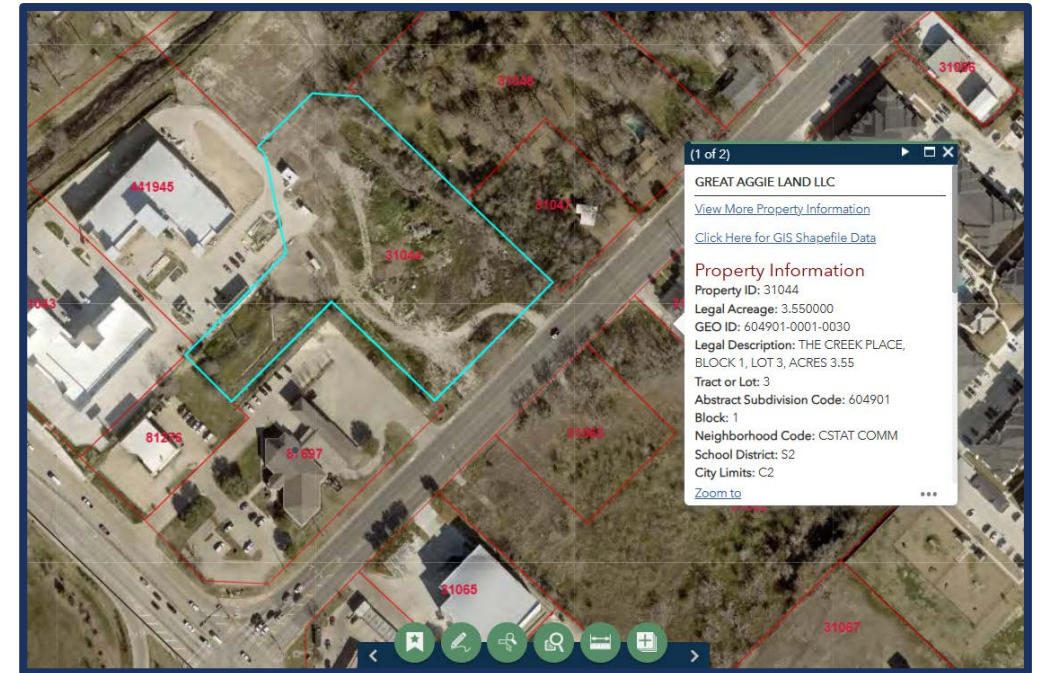 31046
31066
441945
31047
31044
81276
87697
31065
31067
(1 of 2)
GREAT AGGIE LAND LLC
View More Property Information
Click Here for GIS Shapefile Data
Property Information
Property ID: 31044
Legal Acreage: 3.550000
GEO ID: 604901-0001-0030
Legal Description: THE CREEK PLACE,
BLOCK 1, LOT 3, ACRES 3.55
Tract or Lot: 3
Abstract Subdivision Code: 604901
Block: 1
Neighborhood Code: CSTAT COMM
School District: S2
City Limits: C2
Zoom to